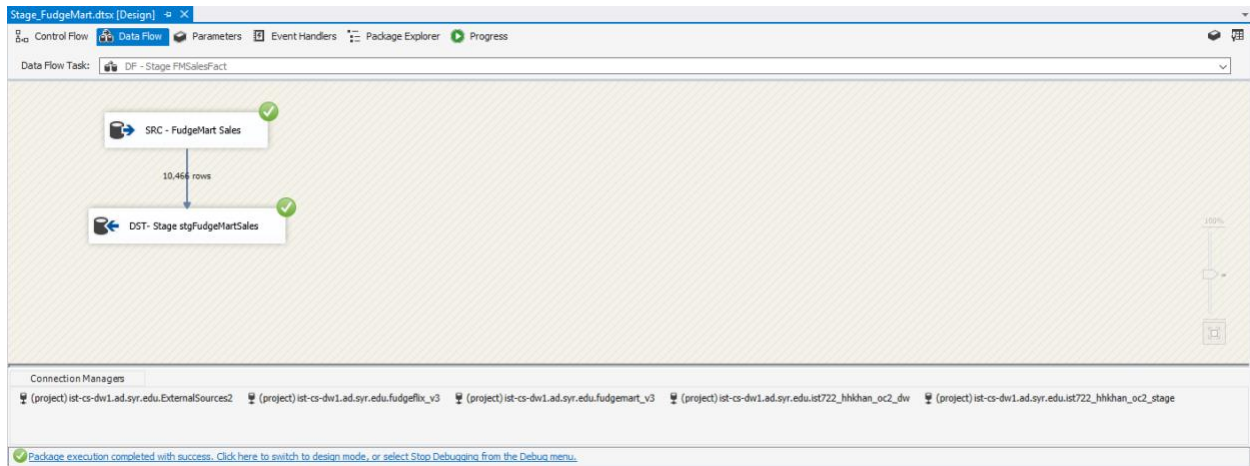 Stage_FudgeMart.dtsx [Design]
Control Flow Data Flow Parameters Event Handlers Package Explorer Progress
Data Flow Task: DF - Stage FMSalesFact
SRC - FudgeMart Sales
10,466 rows
DST- Stage stgFudgeMartSales
100%
Connection Managers
(project) ist-cs-dw1.ad.syr.edu.ExternalSources2 (project) ist-cs-dw1.ad.syr.edu.fudgeflix_v3 (project) ist-cs-dw1.ad.syr.edu.fudgemart_v3 (project) ist-cs-dw1.ad.syr.edu.ist722_hhkhan_oc2_dw (project) ist-cs-dw1.ad.syr.edu.ist722_hhkhan_oc2_stage
Package execution completed with success. Click here to switch to design mode, or select Stop Debugging from the Debug menu.